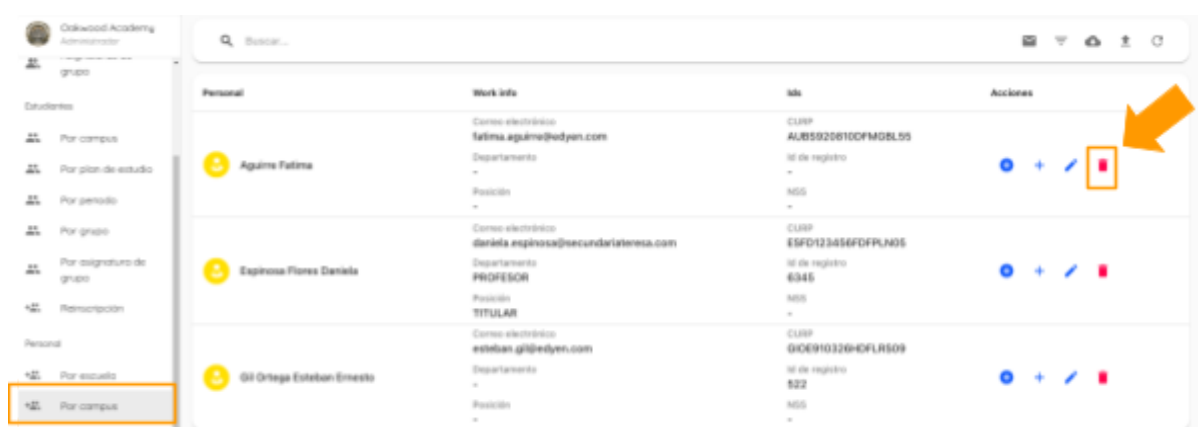 Oakwood Academy
Administrador
grupo
Estudiantes
Por campus
Por plan de estudio
Por periodo
Por grupo
Por asignatura de
grupo
Reinscripción
Personal
Por escuela
Por campus
Buscar...
Personal Work info Ids Acciones
Aguirre Fatima
Correo electrónico
fatima.aguirre@edyen.com
Departamento
-
Posición
-
CURP
Id de registro
-
NSS
-
Espinosa Flores Daniela
Correo electrónico
daniela.espinosa@secundariateresa.com
Departamento
PROFESOR
Posición
TITULAR
CURP
ESFD123456FDFPLN05
Id de registro
6345
NSS
-
Gil Ortega Esteban Ernesto
Correo electrónico
esteban.gil@edyen.com
Departamento
-
Posición
-
CURP
Id de registro
522
NSS
-